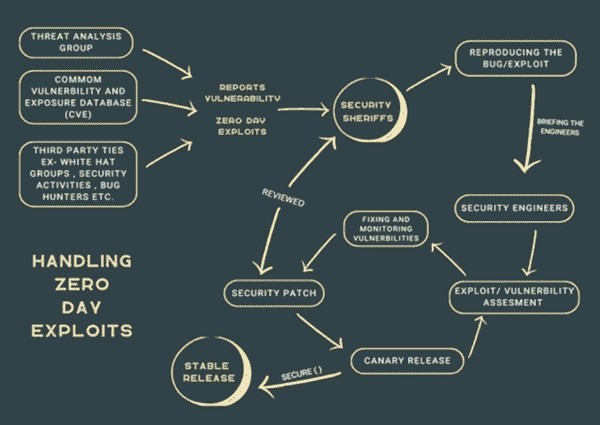 THREAT ANALYSIS
GROUP
COMMOM
VULNERBILITY AND
EXPOSURE DATABASE
(CVE)
THIRD PARTY TIES
EX- WHITE HAT
GROUPS , SECURITY
ACTIVITIES , BUG
HUNTERS ETC.
REPORTS
VULNERABILITY
ZERO DAY
EXPLOITS
SECURITY
SHERIFFS
REPRODUCING THE
BUG/EXPLOIT
BRIEFING THE
ENGINEERS
SECURITY ENGINEERS
EXPLOIT/ VULNERBILITY
ASSESMENT
FIXING AND
MONITORING
VULNERBILITIES
REVIEWED
SECURITY PATCH
CANARY RELEASE
SECURE ( )
STABLE
RELEASE
HANDLING
ZERO
DAY
EXPLOITS